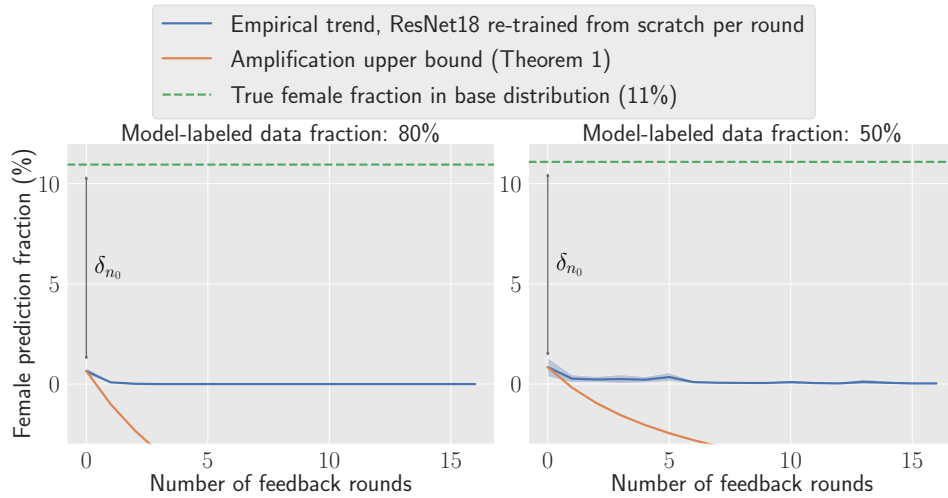 Empirical trend, ResNet18 re-trained from scratch per round
Amplification upper bound (Theorem 1)
True female fraction in base distribution (11%)
Model-labeled data fraction: 80%
Model-labeled data fraction: 50%
Female prediction fraction (%)
10
5
0
δn₀
0
5
10
15
Number of feedback rounds
10
5
0
δn₀
0
5
10
15
Number of feedback rounds